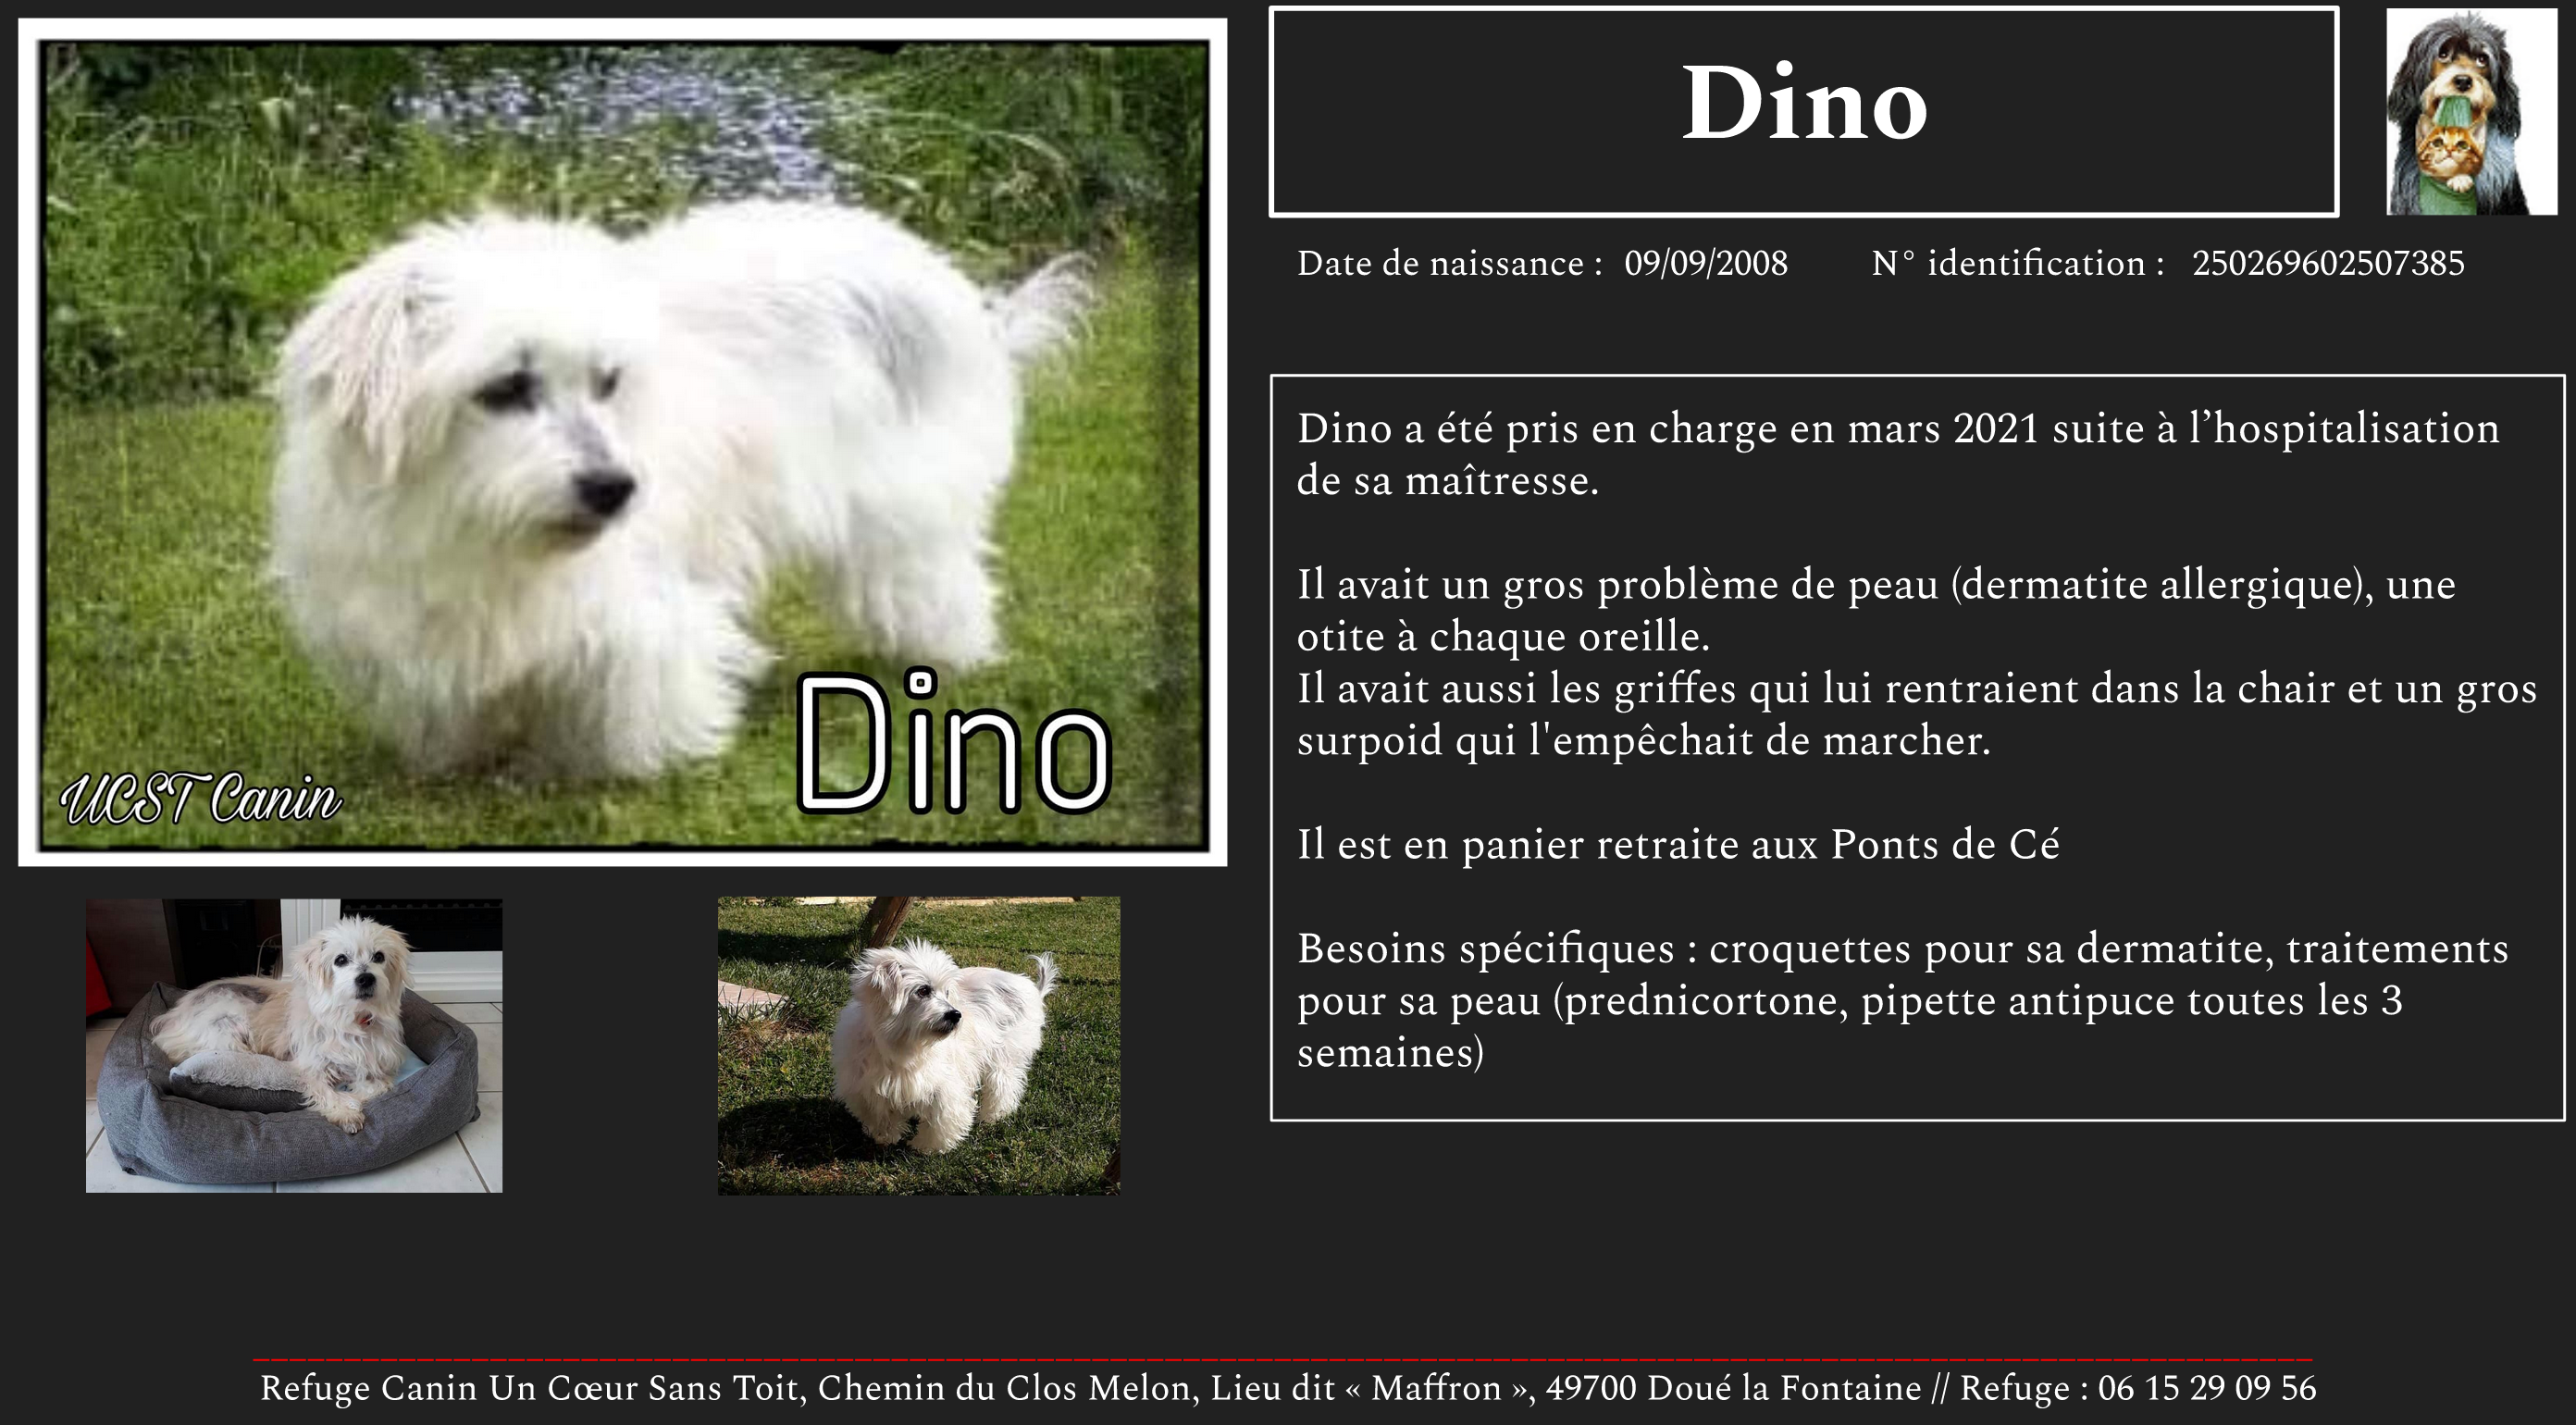 Dino
Date de naissance : 09/09/2008 N° identification : 250269602507385
Dino a été pris en charge en mars 2021 suite à l’hospitalisation
de sa maîtresse.
Il avait un gros problème de peau (dermatite allergique), une
otite à chaque oreille.
Il avait aussi les griffes qui lui rentraient dans la chair et un gros
surpoid qui l'empêchait de marcher.
Il est en panier retraite aux Ponts de Cé
Besoins spécifiques : croquettes pour sa dermatite, traitements
pour sa peau (prednicortone, pipette antipuce toutes les 3
semaines)
Dino
UCST Canin
Refuge Canin Un Cœur Sans Toit, Chemin du Clos Melon, Lieu dit « Maffron », 49700 Doué la Fontaine // Refuge : 06 15 29 09 56